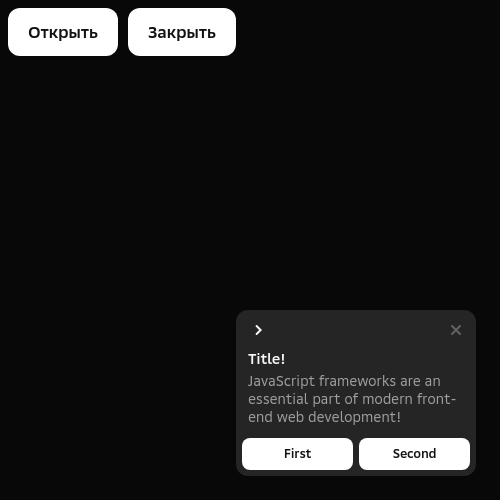 Открыть Закрыть
Title!
JavaScript frameworks are an
essential part of modern front-
end web development!
First Second